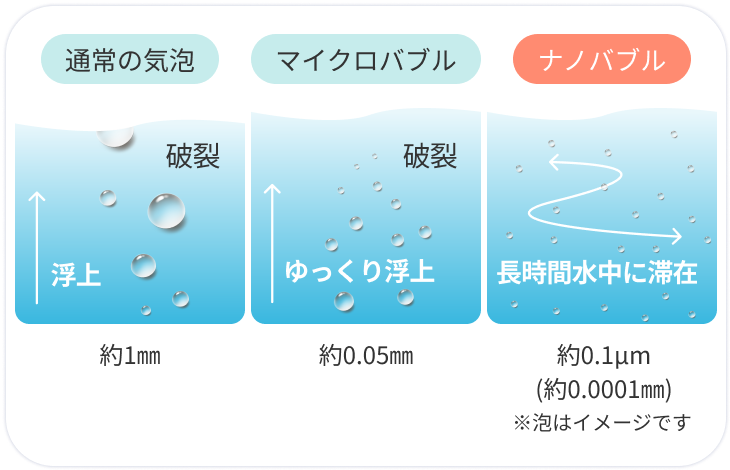 通常の気泡
破裂
浮上
約1㎜
マイクロバブル
破裂
ゆっくり浮上
約0.05㎜
ナノバブル
長時間水中に滞在
約0.1μm
(約0.0001㎜)
※泡はイメージです